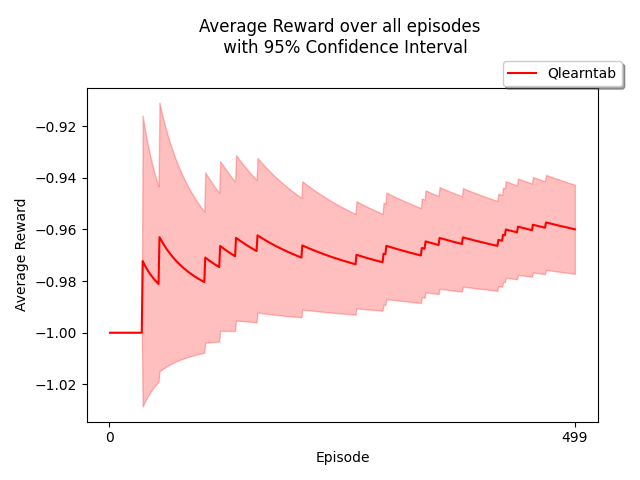 Average Reward over all episodes
with 95% Confidence Interval
Qlearntab
−0.92
−0.94
−0.96
−0.98
−1.00
−1.02
Average Reward
0
499
Episode